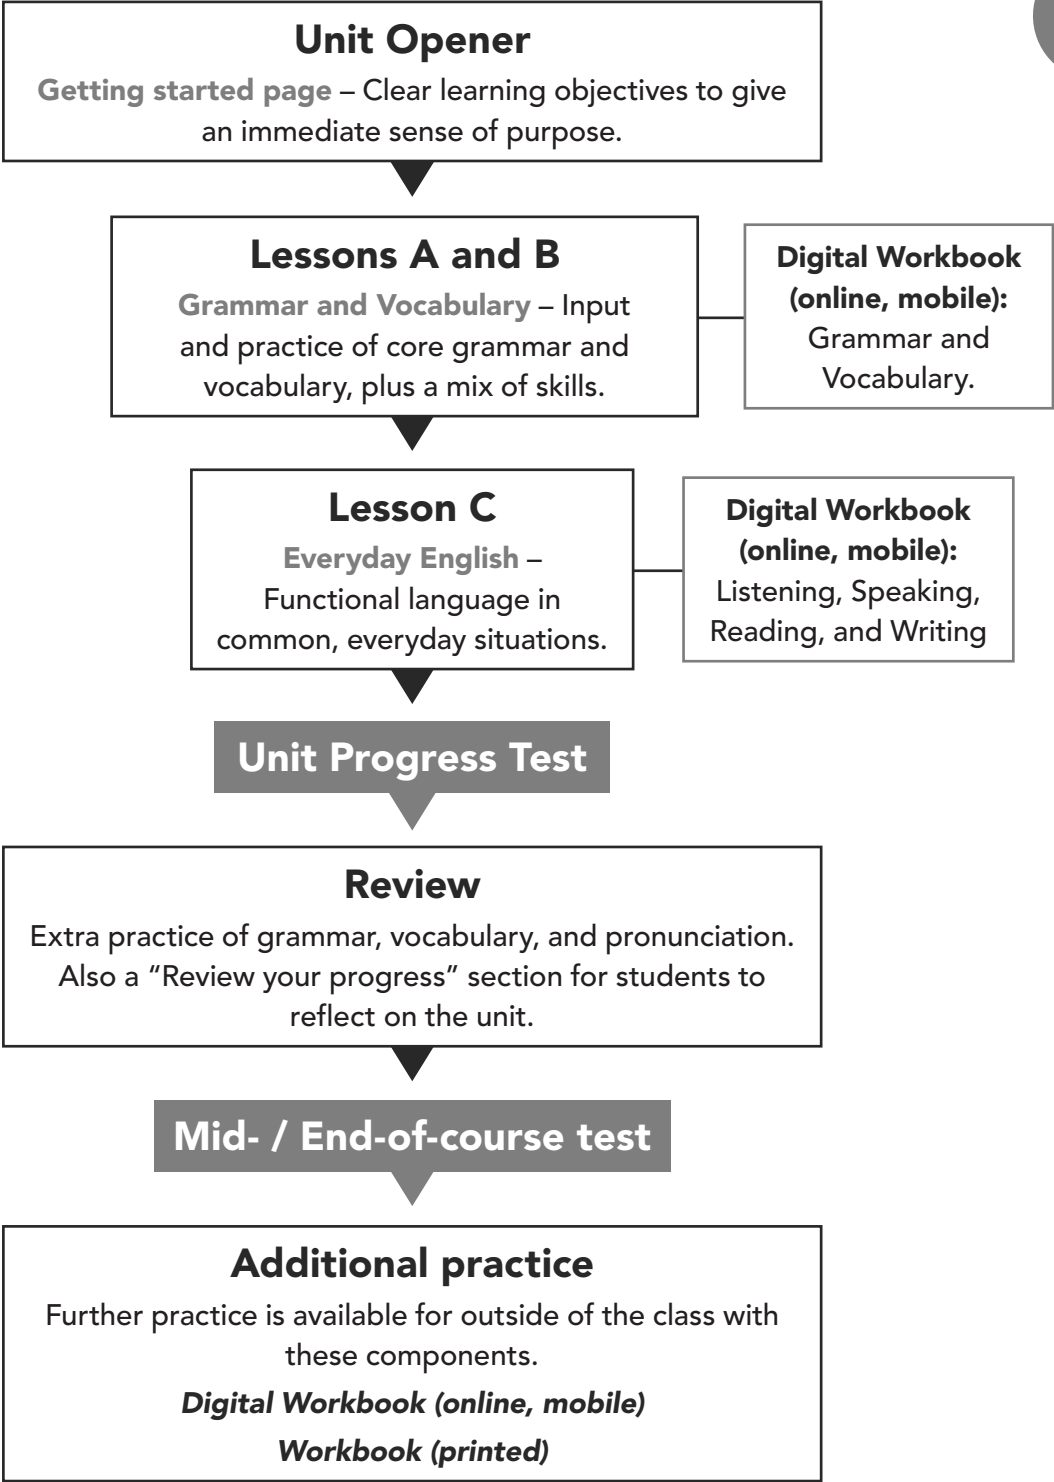 Unit Opener
Getting started page – Clear learning objectives to give
an immediate sense of purpose.
Lessons A and B
Grammar and Vocabulary – Input
and practice of core grammar and
vocabulary, plus a mix of skills.
Digital Workbook
(online, mobile):
Grammar and
Vocabulary.
Lesson C
Everyday English –
Functional language in
common, everyday situations.
Digital Workbook
(online, mobile):
Listening, Speaking,
Reading, and Writing
Unit Progress Test
Review
Extra practice of grammar, vocabulary, and pronunciation.
Also a “Review your progress” section for students to
reflect on the unit.
Mid- / End-of-course test
Additional practice
Further practice is available for outside of the class with
these components.
Digital Workbook (online, mobile)
Workbook (printed)